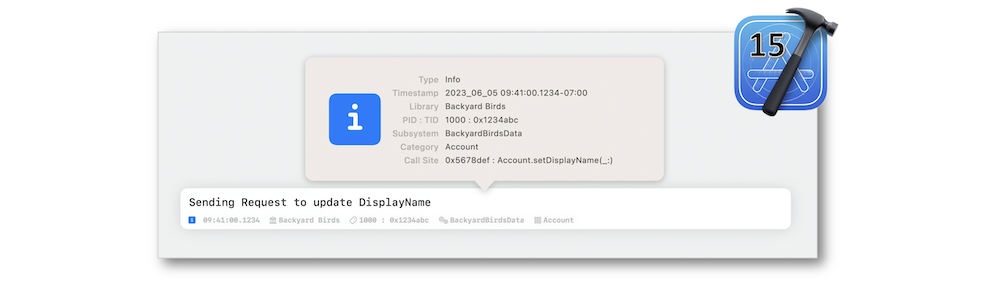 15
Type Info
Timestamp 2023_06_05 09:41:00.1234-07:00
Library Backyard Birds
PID : TID 1000 : 0x1234abc
Subsystem BackyardBirdsData
Category Account
Call Site 0x5678def : Account.setDisplayName(_:)
Sending Request to update DisplayName
09:41:00.1234 Backyard Birds 1000 : 0x1234abc BackyardBirdsData Account